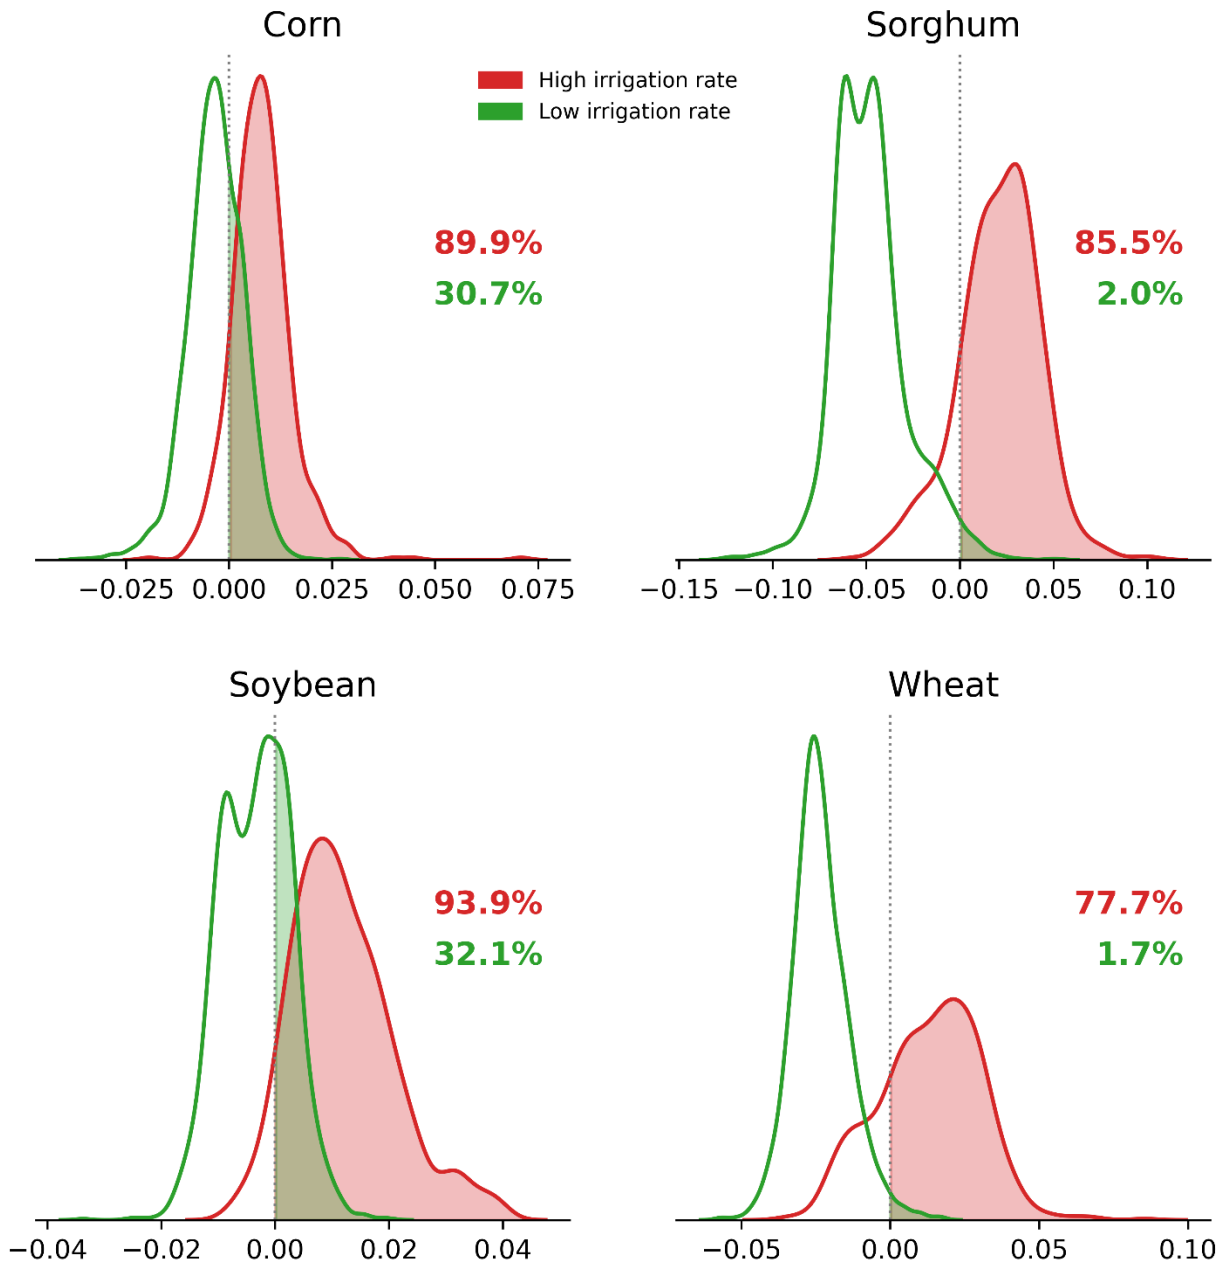 Corn
Sorghum
High irrigation rate
Low irrigation rate
89.9%
30.7%
85.5%
2.0%
−0.025 0.000 0.025 0.050 0.075
−0.15 −0.10 −0.05 0.00 0.05 0.10
Soybean
Wheat
93.9%
32.1%
77.7%
1.7%
−0.04 −0.02 0.00 0.02 0.04
−0.05 0.00 0.05 0.10